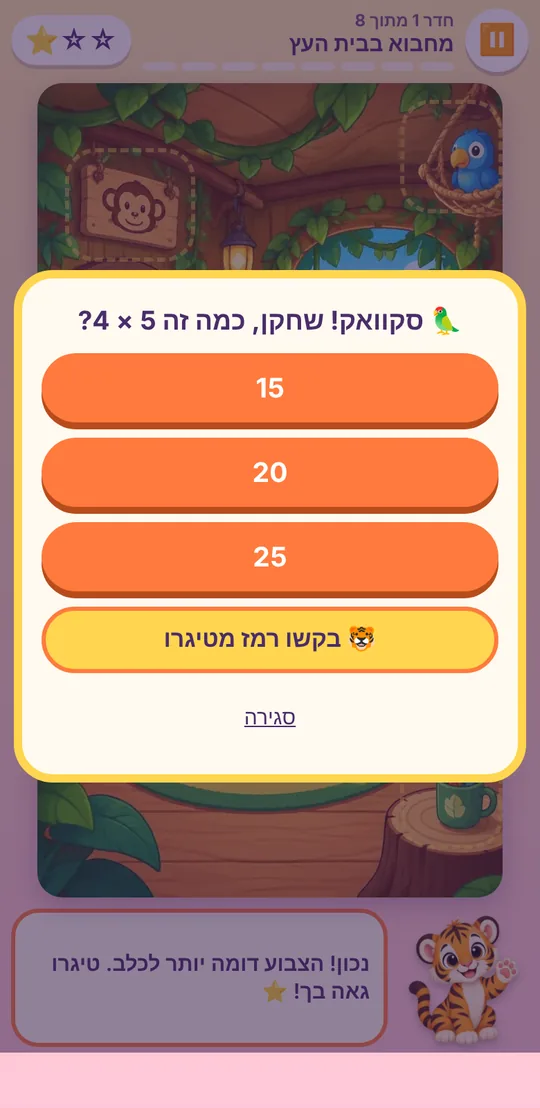 חדר 1 מתוך 8
מחבוא בבית העץ
🦜 סקוואק! שחקן, כמה זה 5 × 4?
15
20
25
🐯 בקשו רמז מטיגרו
סגירה
נכון! הצבוע דומה יותר לכלב. טיגרו
גאה בך! ⭐